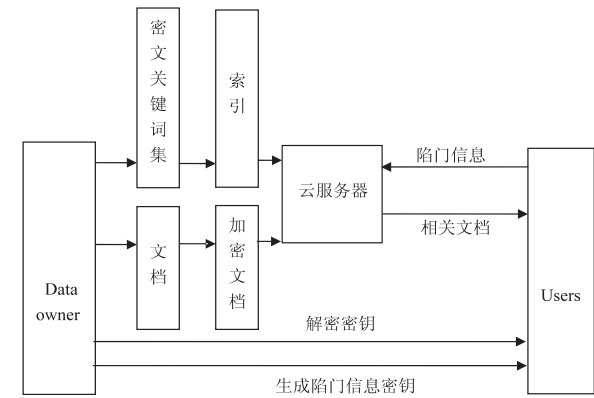 密文关键词集
索引
陷门信息
云服务器
相关文档
文档
加密文档
Data
owner
Users
解密密钥
生成陷门信息密钥